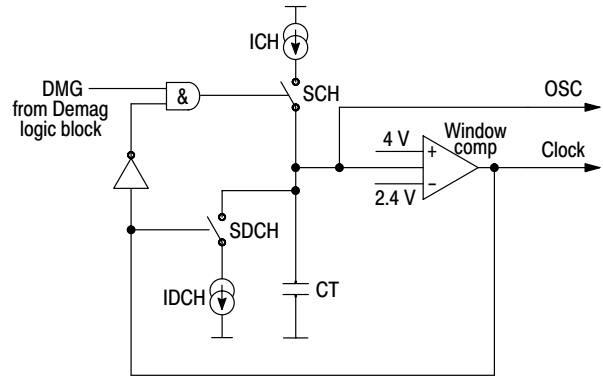 ICH
DMG
from Demag
logic block
&
SCH
OSC
Window
comp
4 V
+
Clock
2.4 V
−
SDCH
IDCH
CT